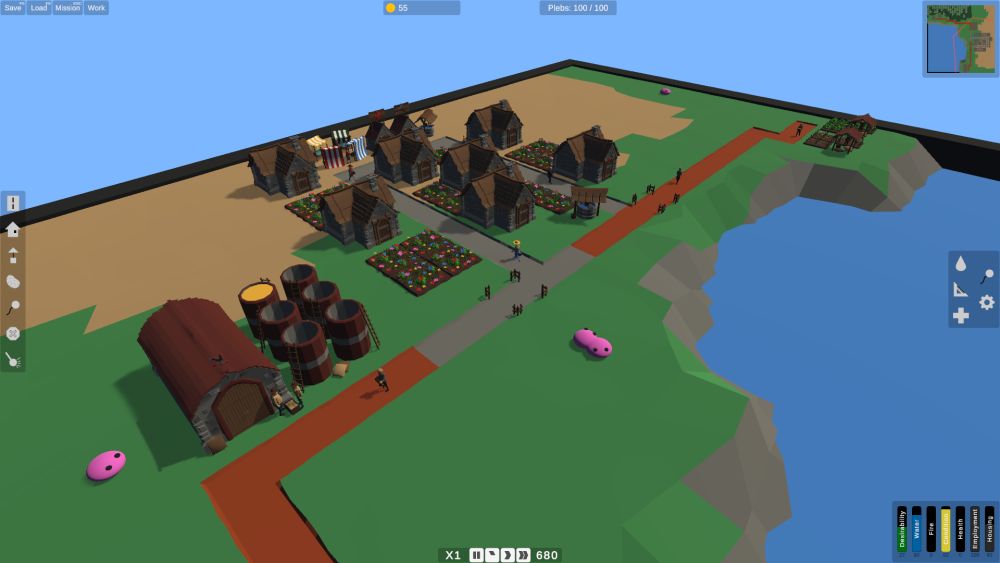 Save Load Mission Work
55
Plebs: 100 / 100
X1 680
Desirability Water Fire Condition Health Employment Housing